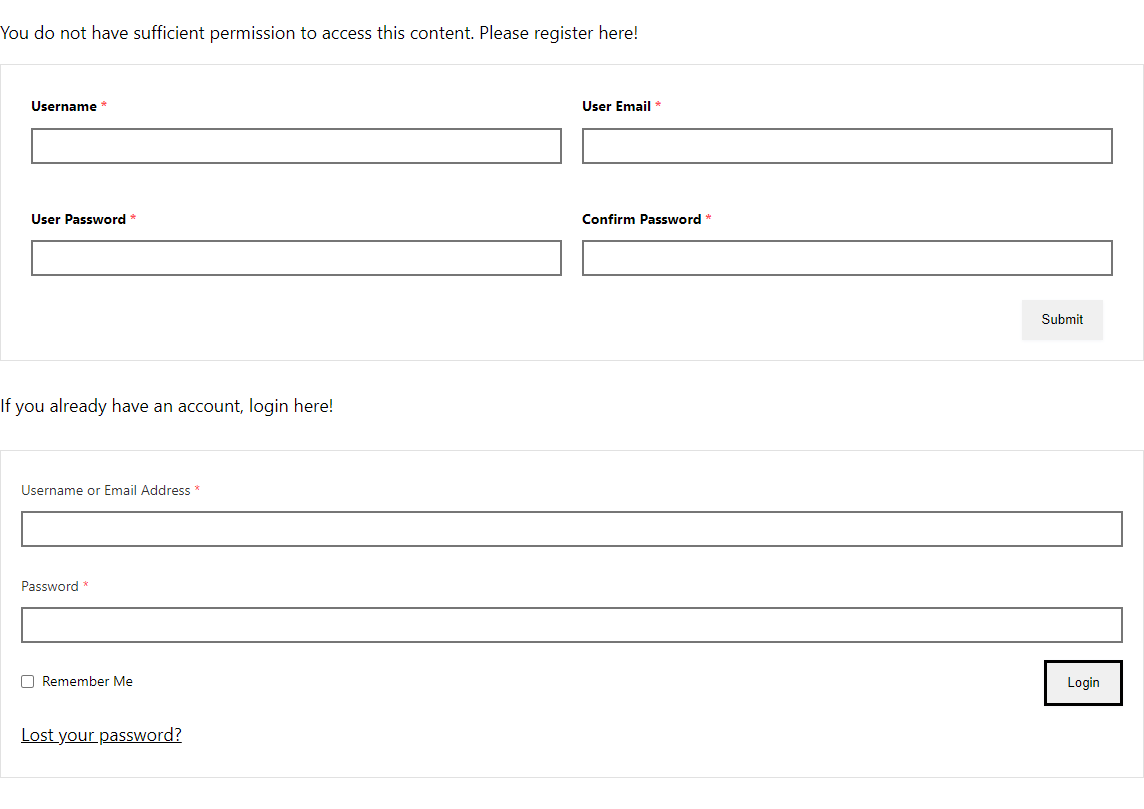 You do not have sufficient permission to access this content. Please register here!
Username * User Email *
User Password * Confirm Password *
Submit
If you already have an account, login here!
Username or Email Address *
Password *
Remember Me Login
Lost your password?